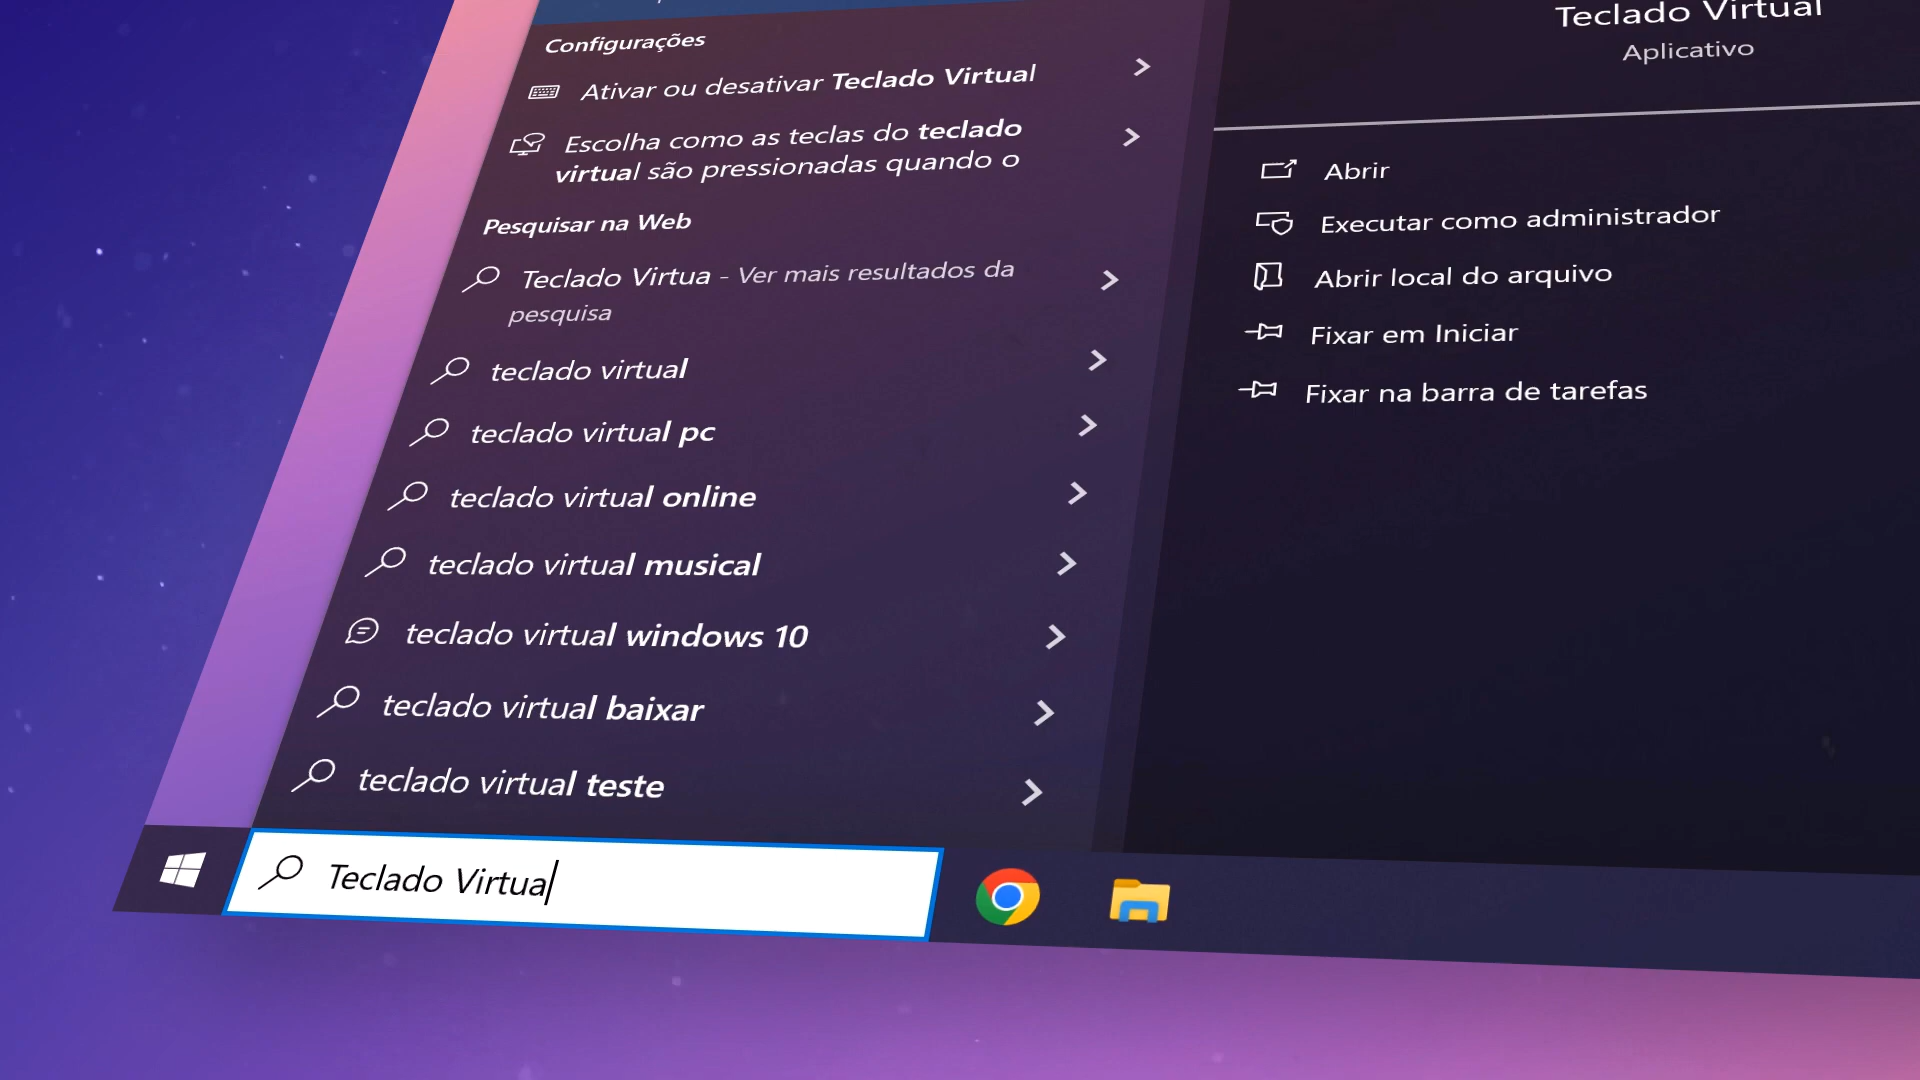 Configurações
Ativar ou desativar Teclado Virtual
Escolha como as teclas do teclado
virtual são pressionadas quando o
Pesquisar na Web
Teclado Virtua - Ver mais resultados da
pesquisa
teclado virtual
teclado virtual pc
teclado virtual online
teclado virtual musical
teclado virtual windows 10
teclado virtual baixar
teclado virtual teste
Teclado Virtua
Teclado Virtual
Aplicativo
Abrir
Executar como administrador
Abrir local do arquivo
Fixar em Iniciar
Fixar na barra de tarefas